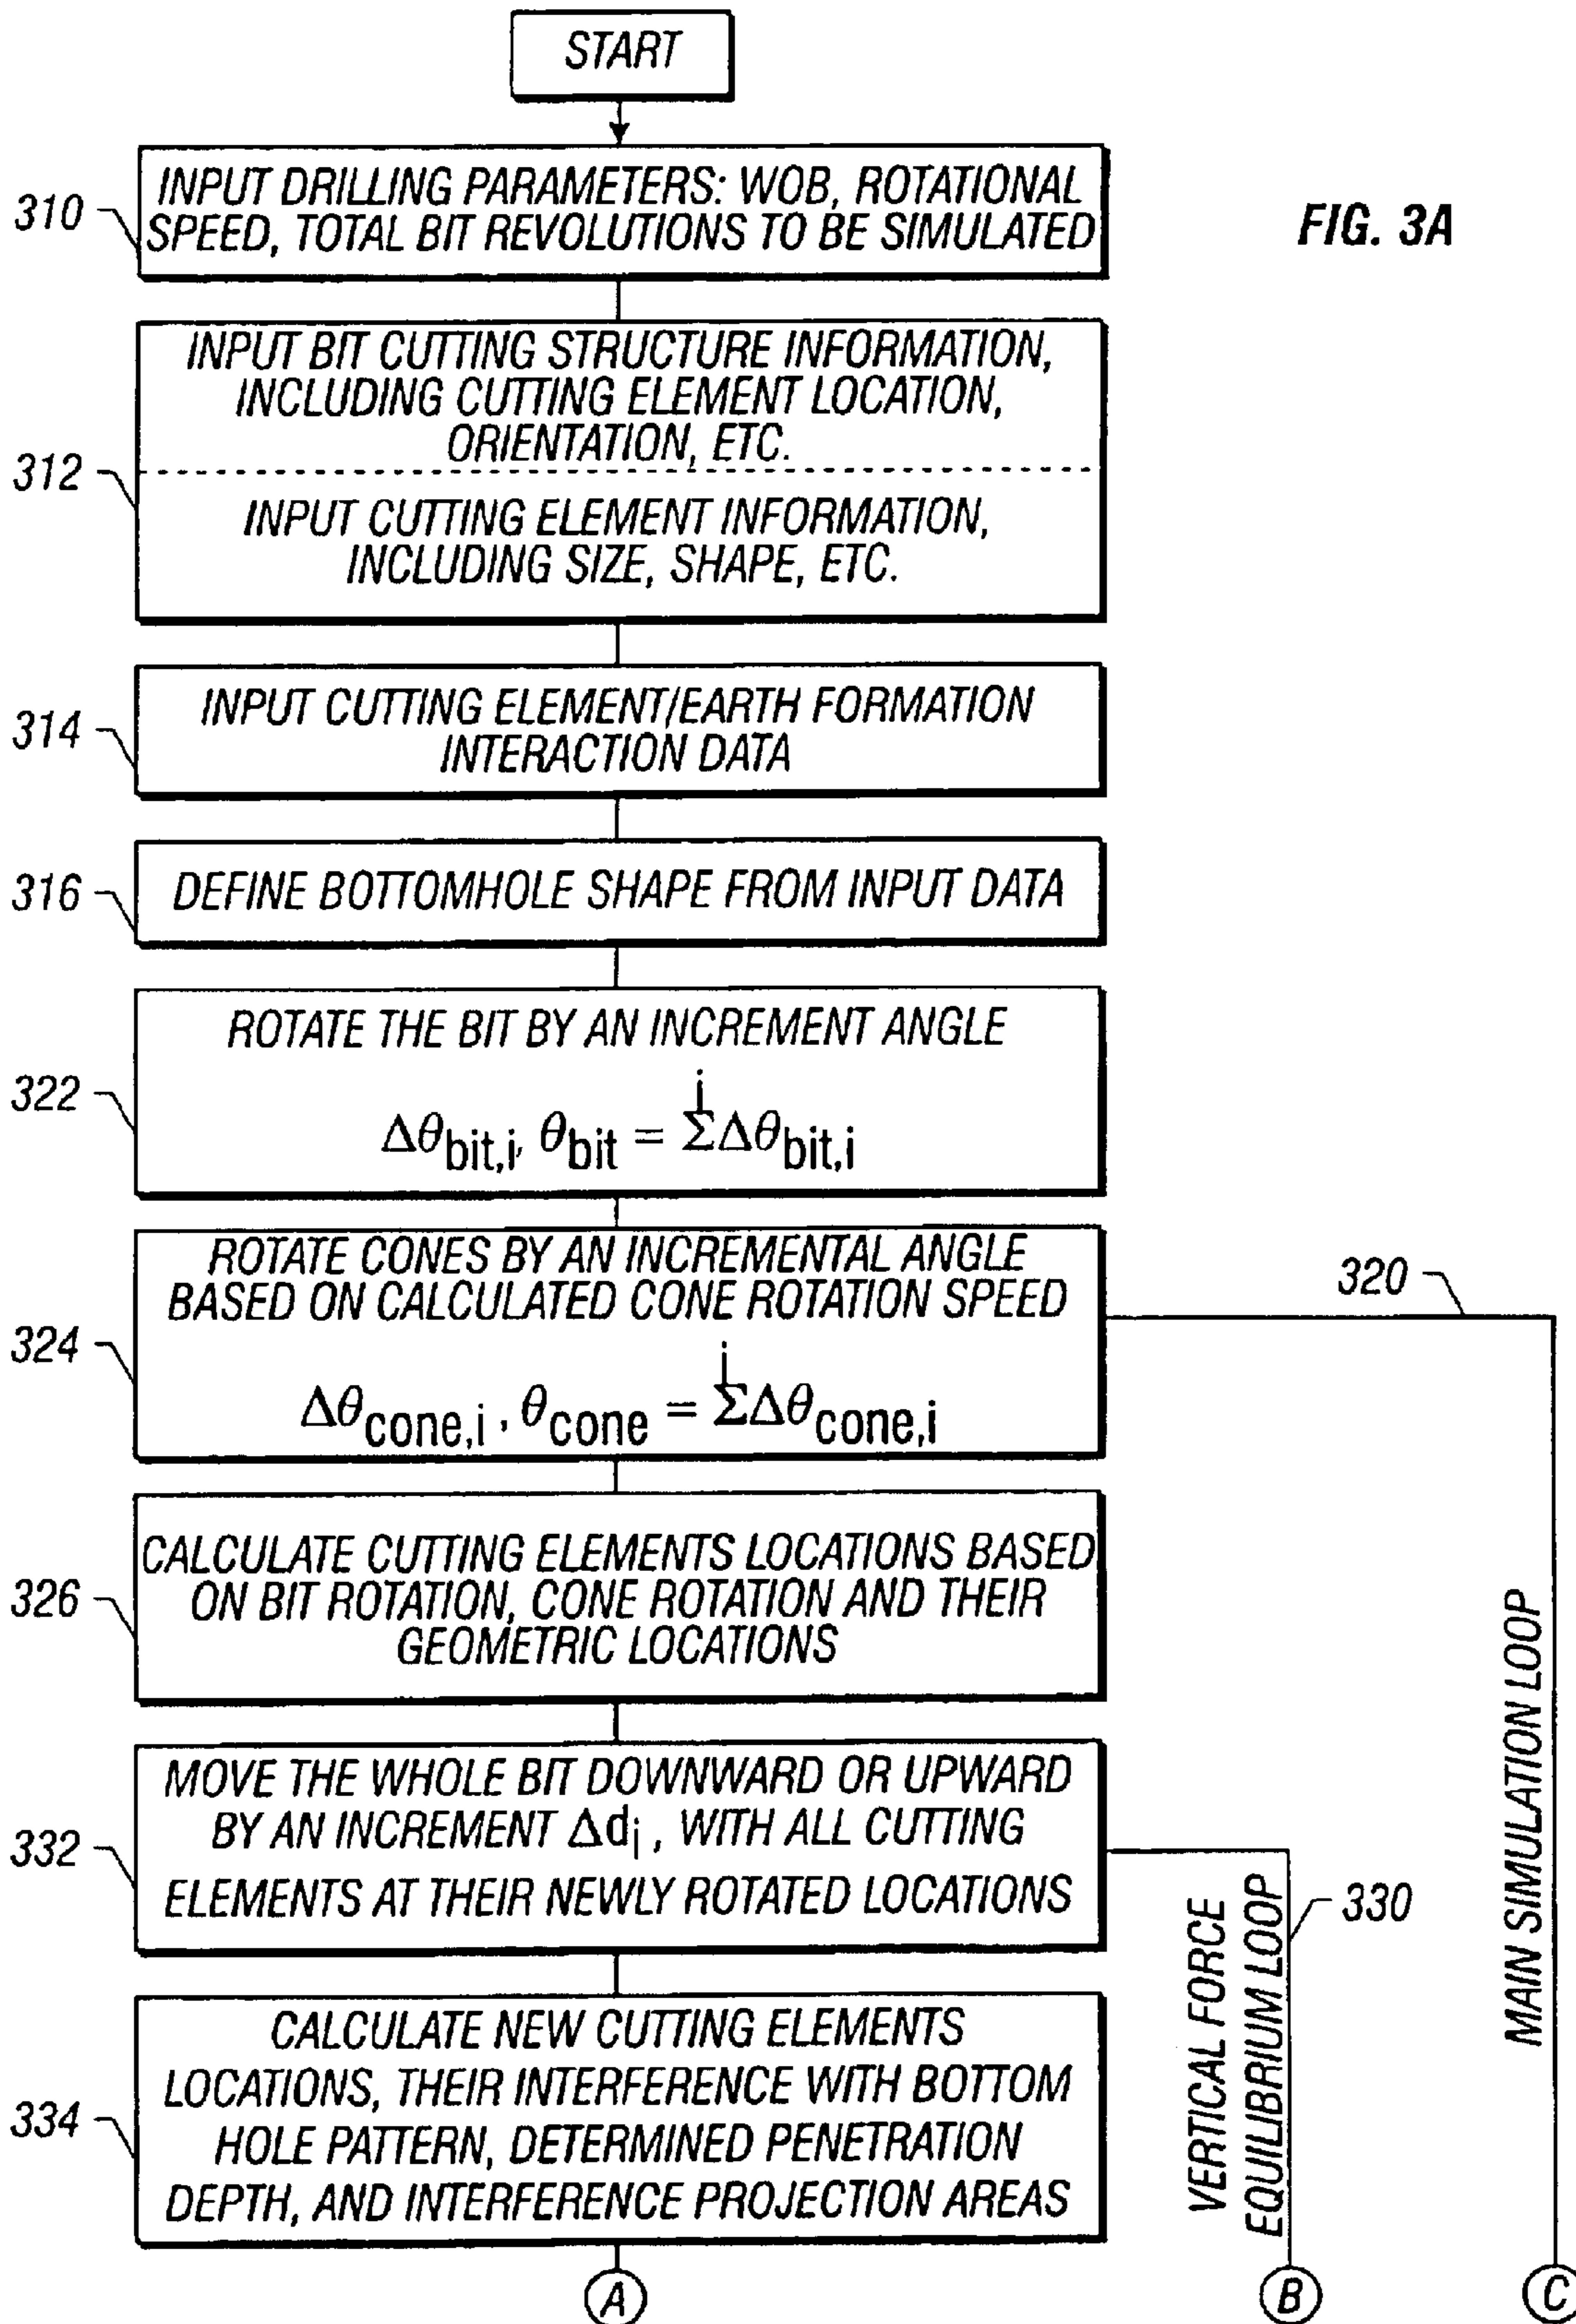 START
310
INPUT DRILLING PARAMETERS: WOB, ROTATIONAL
SPEED, TOTAL BIT REVOLUTIONS TO BE SIMULATED
FIG. 3A
312
INPUT BIT CUTTING STRUCTURE INFORMATION,
INCLUDING CUTTING ELEMENT LOCATION,
ORIENTATION, ETC.
INPUT CUTTING ELEMENT INFORMATION,
INCLUDING SIZE, SHAPE, ETC.
314
INPUT CUTTING ELEMENT/EARTH FORMATION
INTERACTION DATA
316
DEFINE BOTTOMHOLE SHAPE FROM INPUT DATA
322
ROTATE THE BIT BY AN INCREMENT ANGLE
Δθbit,i, θbit = Σ^i Δθbit,i
324
ROTATE CONES BY AN INCREMENTAL ANGLE
BASED ON CALCULATED CONE ROTATION SPEED
Δθcone,i , θcone = Σ^i Δθcone,i
320
326
CALCULATE CUTTING ELEMENTS LOCATIONS BASED
ON BIT ROTATION, CONE ROTATION AND THEIR
GEOMETRIC LOCATIONS
332
MOVE THE WHOLE BIT DOWNWARD OR UPWARD
BY AN INCREMENT Δdi , WITH ALL CUTTING
ELEMENTS AT THEIR NEWLY ROTATED LOCATIONS
334
CALCULATE NEW CUTTING ELEMENTS
LOCATIONS, THEIR INTERFERENCE WITH BOTTOM
HOLE PATTERN, DETERMINED PENETRATION
DEPTH, AND INTERFERENCE PROJECTION AREAS
VERTICAL FORCE
EQUILIBRIUM LOOP
330
MAIN SIMULATION LOOP
A
B
C